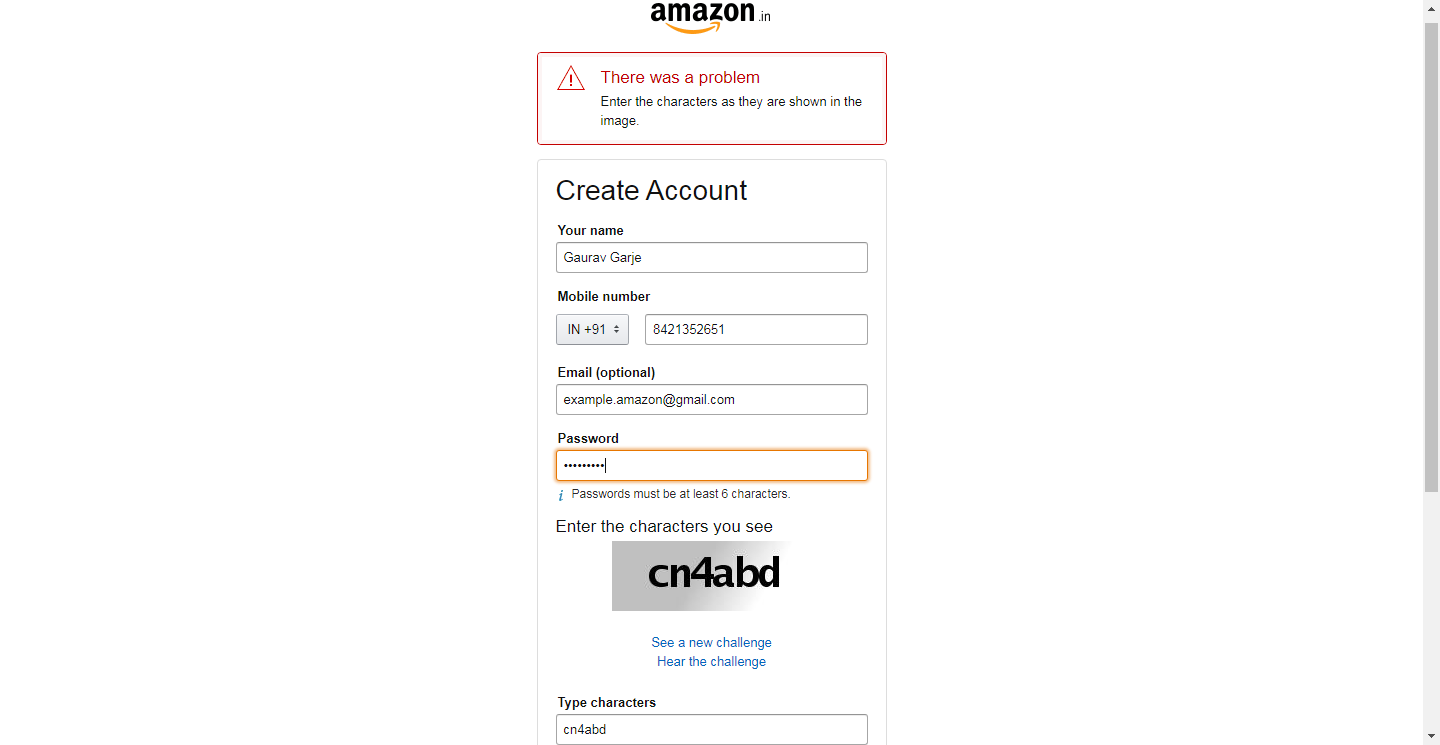 amazon.in
There was a problem
Enter the characters as they are shown in the
image.
Create Account
Your name
Gaurav Garje
Mobile number
IN +91 8421352651
Email (optional)
example.amazon@gmail.com
Password
•••••••••
i Passwords must be at least 6 characters.
Enter the characters you see
cn4abd
See a new challenge
Hear the challenge
Type characters
cn4abd